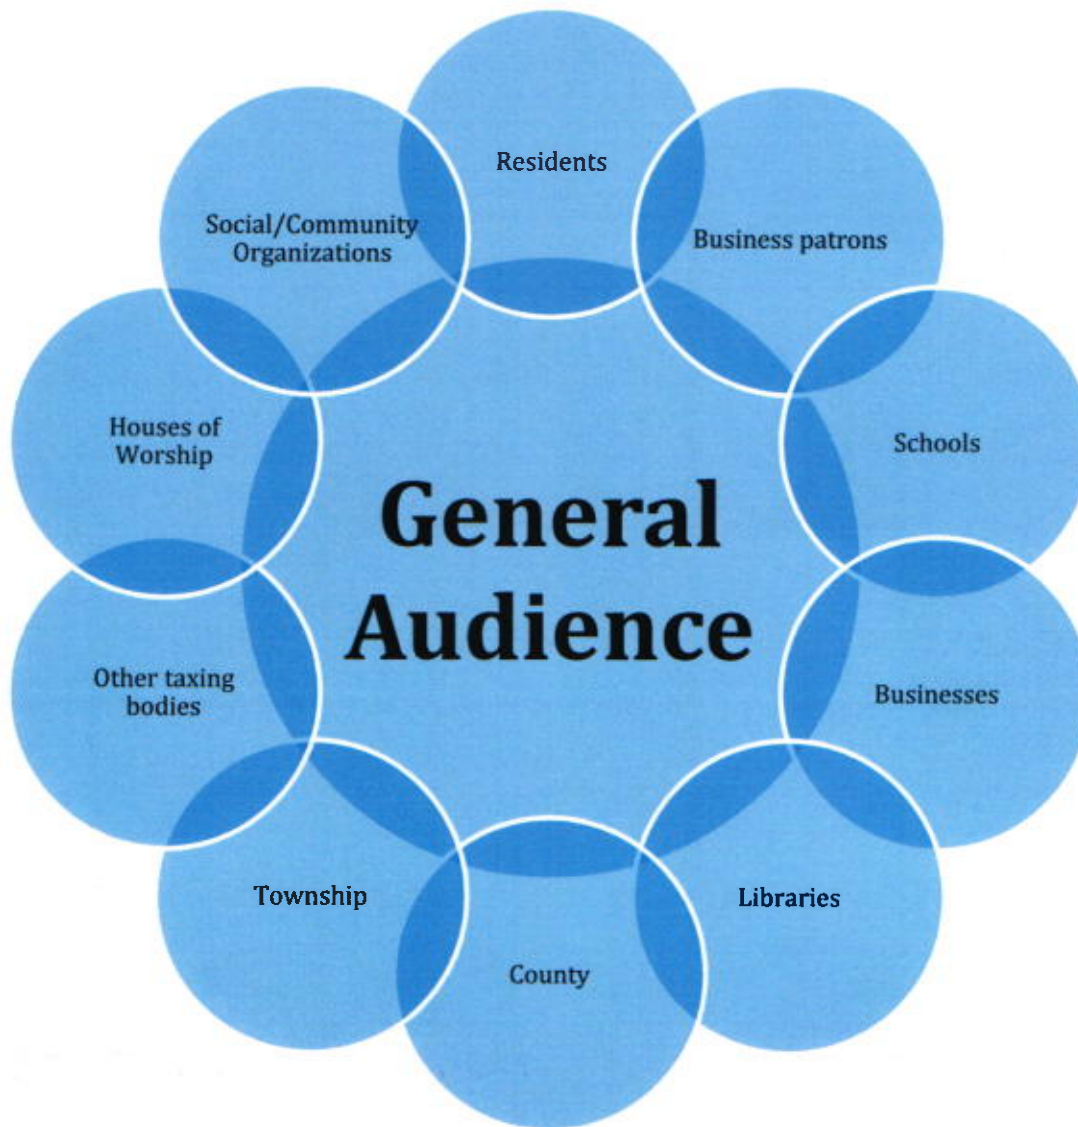 Residents
Business patrons
Schools
Businesses
Libraries
County
Township
Other taxing
bodies
Houses of
Worship
Social/Community
Organizations
General
Audience